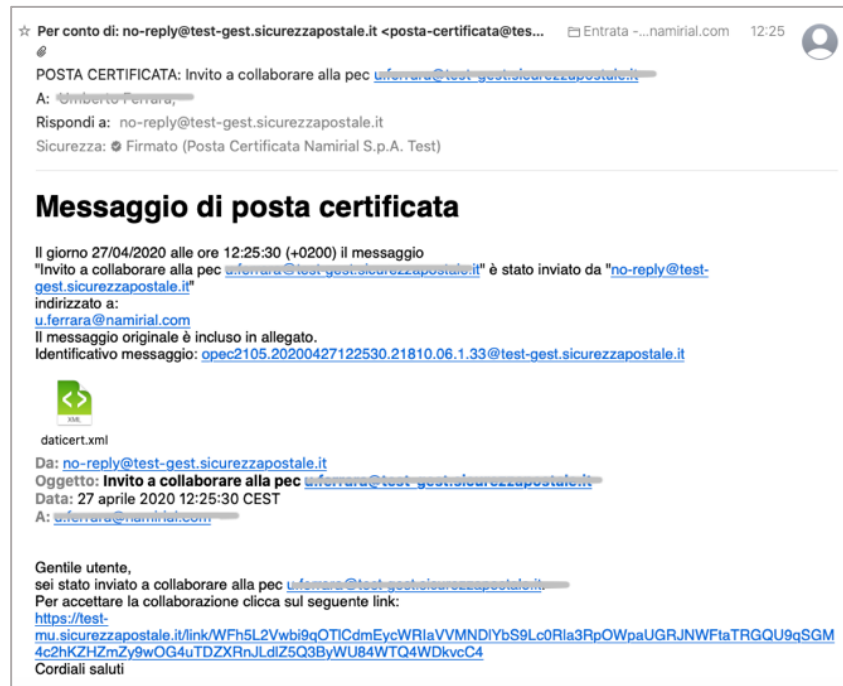 Per conto di: no-reply@test-gest.sicurezzapostale.it <posta-certificata@tes... Entrata -...namirial.com 12:25
POSTA CERTIFICATA: Invito a collaborare alla pec
A:
Rispondi a: no-reply@test-gest.sicurezzapostale.it
Sicurezza: Firmato (Posta Certificata Namirial S.p.A. Test)
Messaggio di posta certificata
Il giorno 27/04/2020 alle ore 12:25:30 (+0200) il messaggio
"Invito a collaborare alla pec " è stato inviato da "no-reply@test-
gest.sicurezzapostale.it"
indirizzato a:
u.ferrara@namirial.com
Il messaggio originale è incluso in allegato.
Identificativo messaggio: opec2105.20200427122530.21810.06.1.33@test-gest.sicurezzapostale.it
XML
daticert.xml
Da: no-reply@test-gest.sicurezzapostale.it
Oggetto: Invito a collaborare alla pec
Data: 27 aprile 2020 12:25:30 CEST
A:
Gentile utente,
sei stato inviato a collaborare alla pec
Per accettare la collaborazione clicca sul seguente link:
https://test-
mu.sicurezzapostale.it/link/
Cordiali saluti